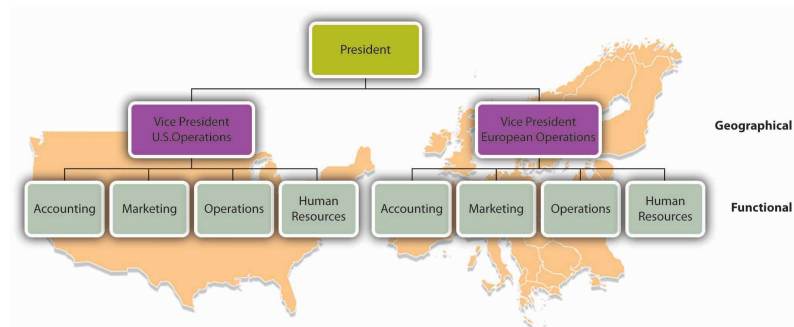 President
Vice President
U.S.Operations
Vice President
European Operations
Geographical
Accounting
Marketing
Operations
Human
Resources
Accounting
Marketing
Operations
Human
Resources
Functional